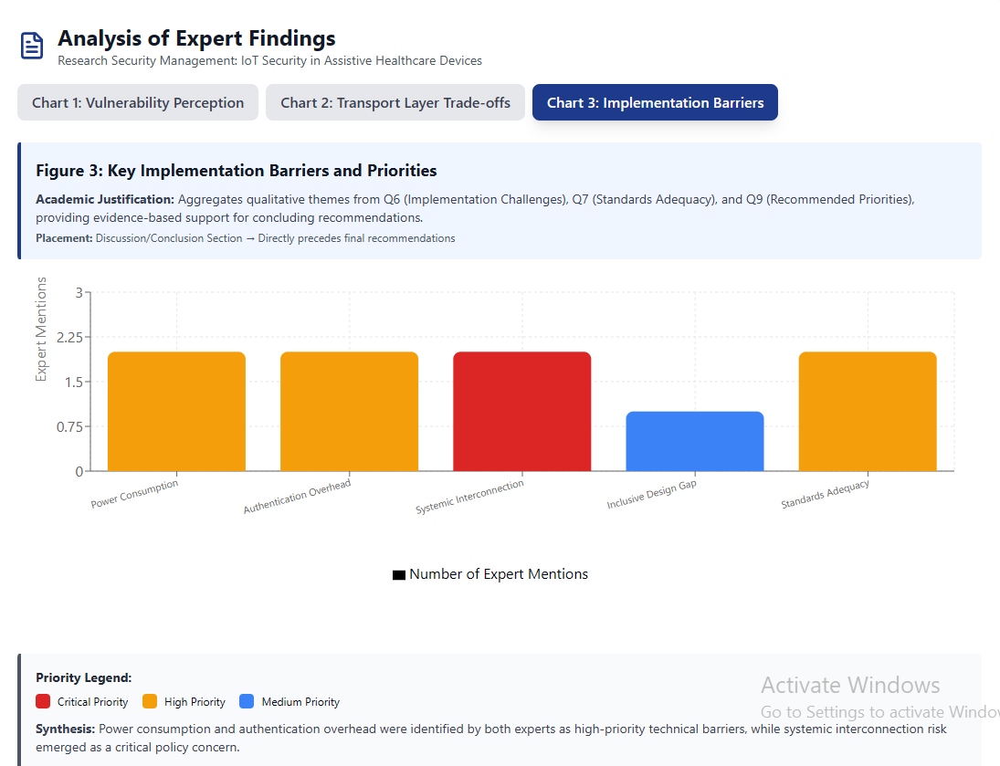 Analysis of Expert Findings
Research Security Management: IoT Security in Assistive Healthcare Devices
Chart 1: Vulnerability Perception
Chart 2: Transport Layer Trade-offs
Chart 3: Implementation Barriers
Figure 3: Key Implementation Barriers and Priorities
Academic Justification: Aggregates qualitative themes from Q6 (Implementation Challenges), Q7 (Standards Adequacy), and Q9 (Recommended Priorities),
providing evidence-based support for concluding recommendations.
Placement: Discussion/Conclusion Section → Directly precedes final recommendations
Expert Mentions
3
2.25
1.5
0.75
0
Power Consumption
Authentication Overhead
Systemic Interconnection
Inclusive Design Gap
Standards Adequacy
Number of Expert Mentions
Priority Legend:
Critical Priority
High Priority
Medium Priority
Synthesis: Power consumption and authentication overhead were identified by both experts as high-priority technical barriers, while systemic interconnection risk
emerged as a critical policy concern.
Activate Windows
Go to Settings to activate Windo